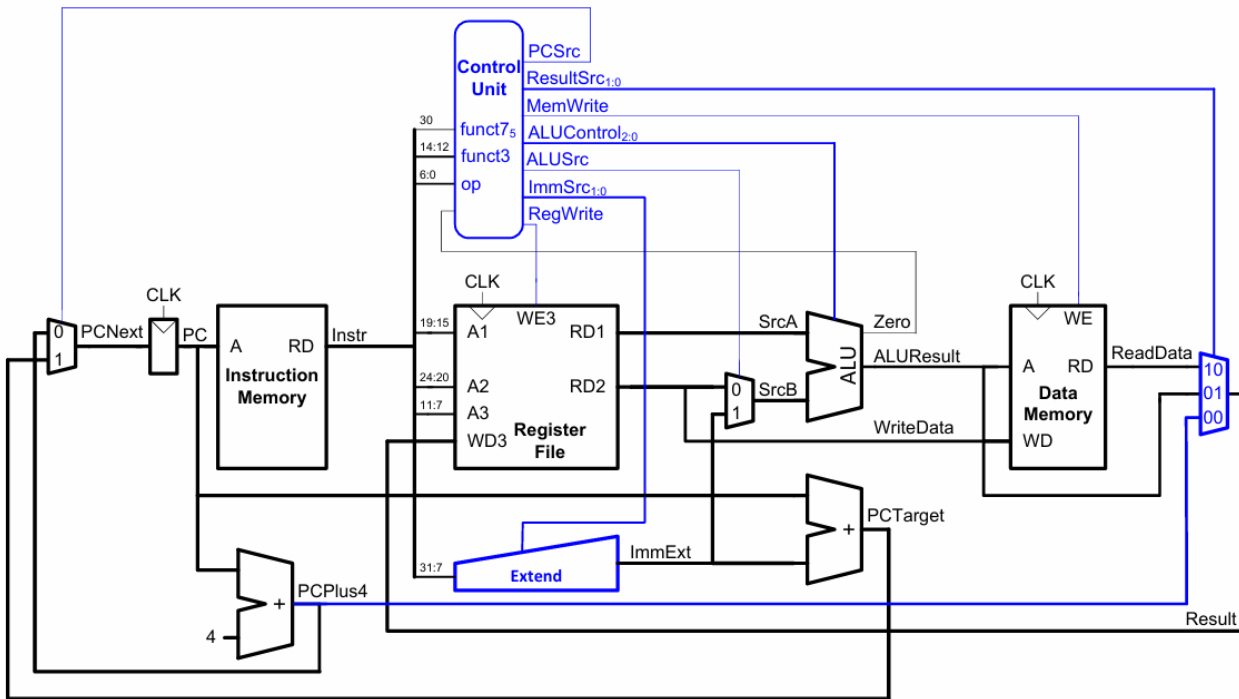 PCSrc
Control
Unit
ResultSrc1:0
MemWrite
30
funct75
ALUControl2:0
14:12
funct3
ALUSrc
6:0
op
ImmSrc1:0
RegWrite
CLK
CLK
CLK
0
1
PCNext
PC
A
RD
Instruction
Memory
Instr
19:15
A1
WE3
RD1
24:20
A2
RD2
11:7
A3
WD3
Register
File
0
1
SrcA
SrcB
ALU
Zero
ALUResult
WriteData
WE
A
RD
Data
Memory
WD
ReadData
10
01
00
+
PCTarget
31:7
Extend
ImmExt
+
PCPlus4
4
Result